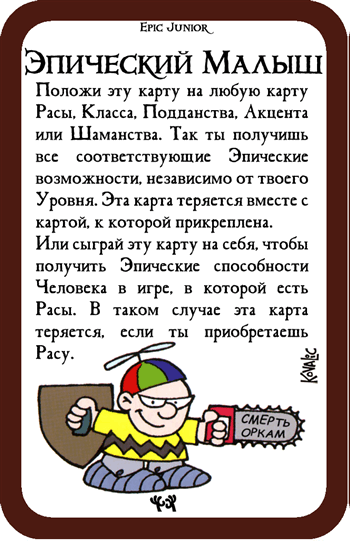 Epic Junior
Эпический Малыш
Положи эту карту на любую карту
Расы, Класса, Подданства, Акцента
или Шаманства. Так ты получишь
все соответствующие Эпические
возможности, независимо от твоего
Уровня. Эта карта теряется вместе с
картой, к которой прикреплена.
Или сыграй эту карту на себя, чтобы
получить Эпические способности
Человека в игре, в которой есть
Расы. В таком случае эта карта
теряется, если ты приобретаешь
Расу.
Kovalic
СМЕРТЬ
ОРКАМ